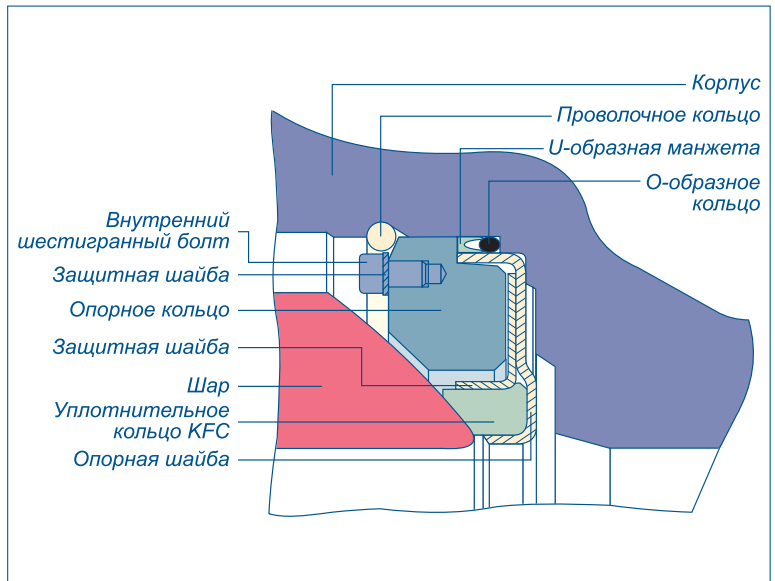 Корпус
Проволочное кольцо
U-образная манжета
О-образное
кольцо
Внутренний
шестигранный болт
Защитная шайба
Опорное кольцо
Защитная шайба
Шар
Уплотнительное
кольцо KFC
Опорная шайба